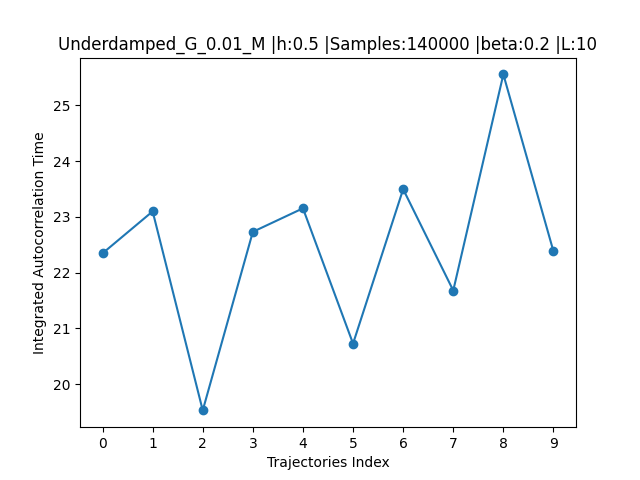 Underdamped_G_0.01_M |h:0.5 |Samples:140000 |beta:0.2 |L:10
Integrated Autocorrelation Time
25
24
23
22
21
20
0 1 2 3 4 5 6 7 8 9
Trajectories Index